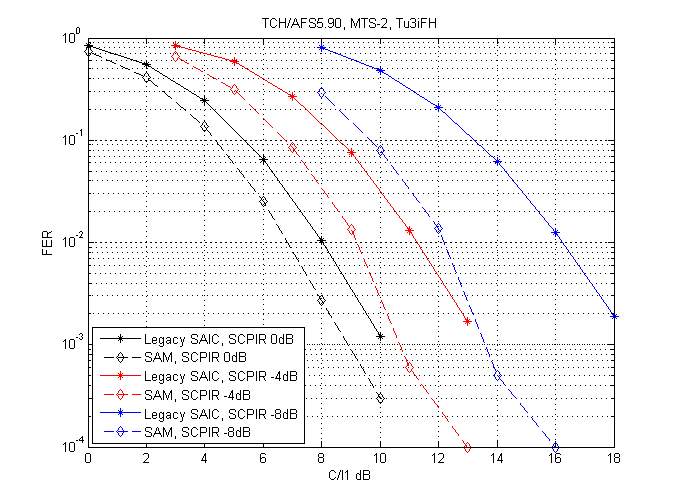 TCH/AFS5.90, MTS-2, Tu3iFH
10^0
10^-1
10^-2
10^-3
10^-4
FER
Legacy SAIC, SCPIR 0dB
SAM, SCPIR 0dB
Legacy SAIC, SCPIR -4dB
SAM, SCPIR -4dB
Legacy SAIC, SCPIR -8dB
SAM, SCPIR -8dB
0 2 4 6 8 10 12 14 16 18
C/I1 dB